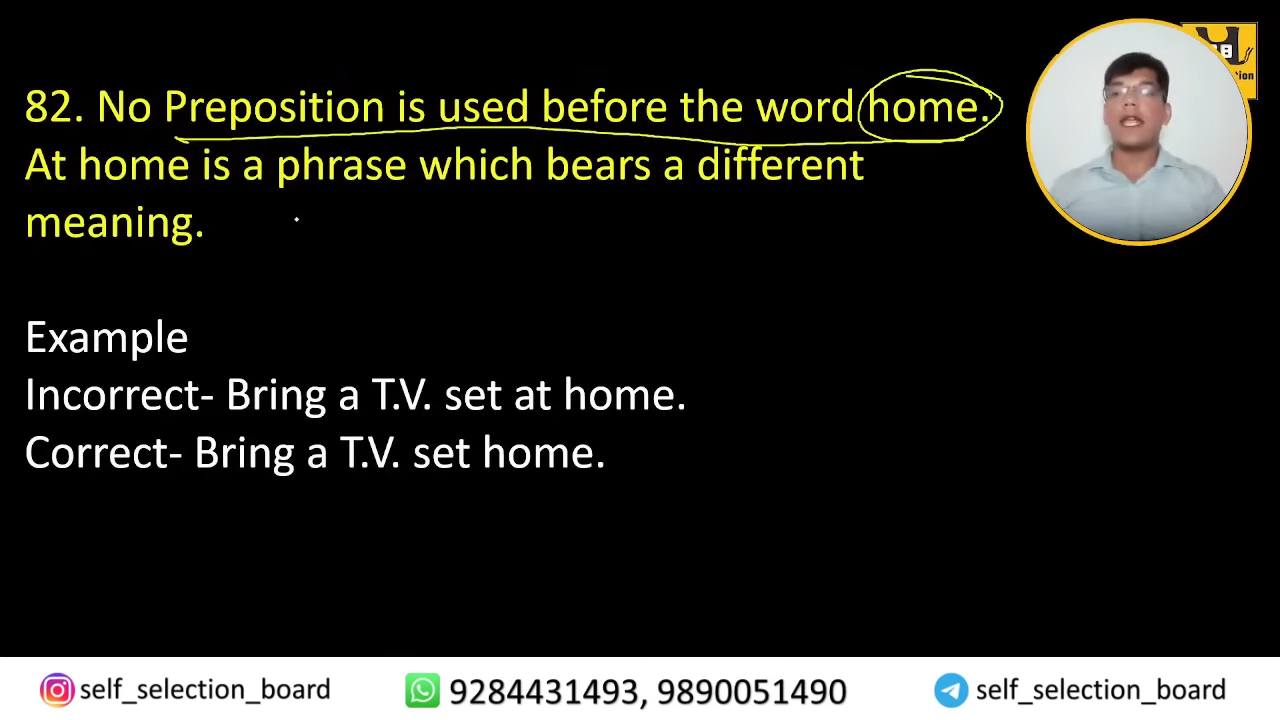 82. No Preposition is used before the word home.
At home is a phrase which bears a different
meaning.
Example
Incorrect- Bring a T.V. set at home.
Correct- Bring a T.V. set home.
self_selection_board
9284431493, 9890051490
self_selection_board